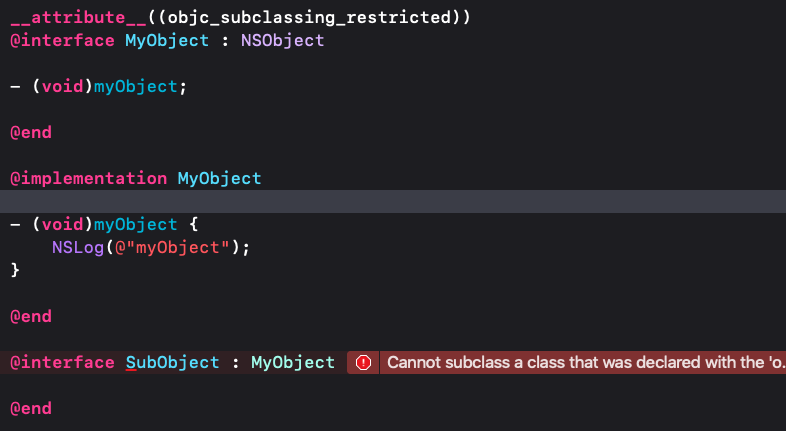 __attribute__((objc_subclassing_restricted))
@interface MyObject : NSObject
- (void)myObject;
@end
@implementation MyObject
- (void)myObject {
NSLog(@"myObject");
}
@end
@interface SubObject : MyObject Cannot subclass a class that was declared with the 'o.
@end